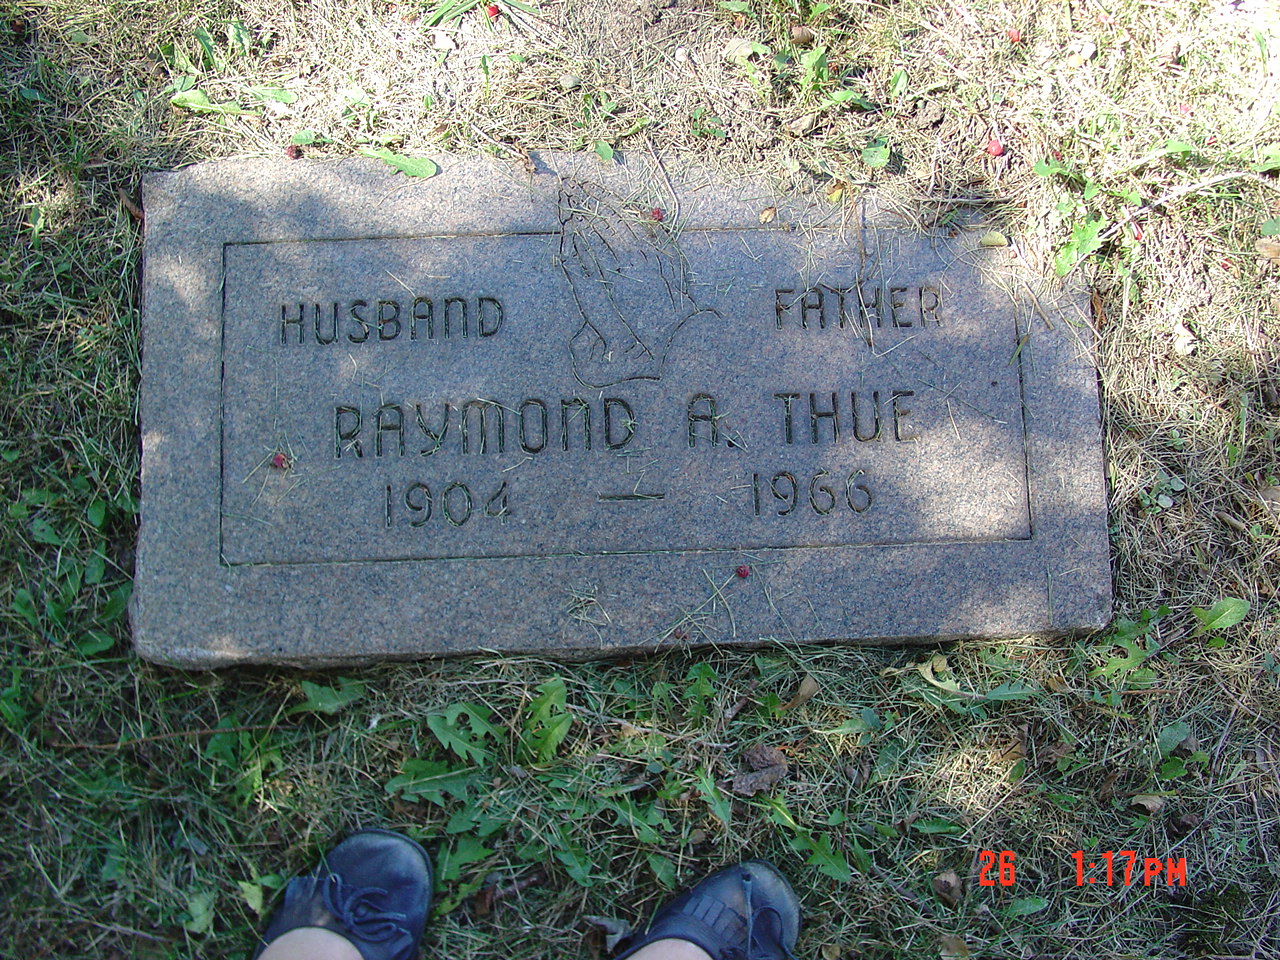 HUSBAND FATHER
RAYMOND A. THUE
1904 — 1966
26 1:17PM